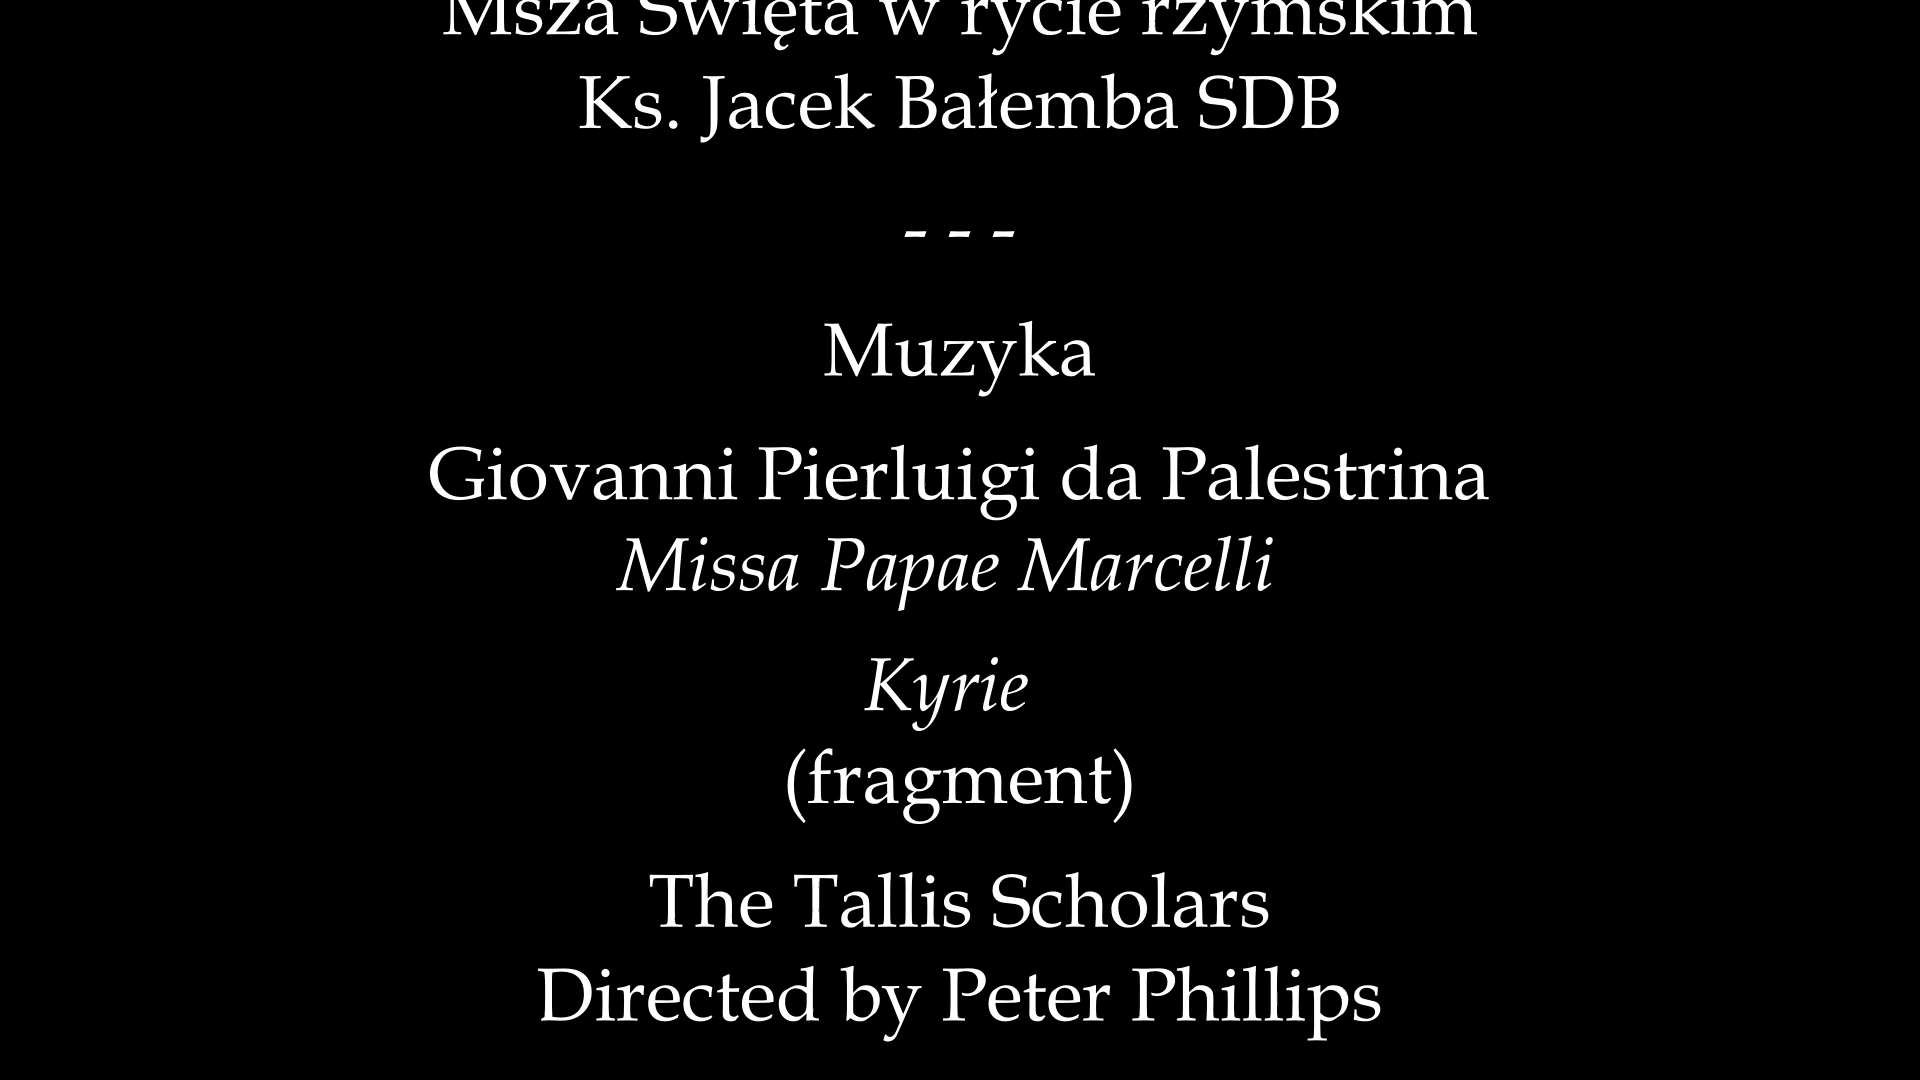 Msza Święta w rycie rzymskim
Ks. Jacek Bałemba SDB
- - -
Muzyka
Giovanni Pierluigi da Palestrina
Missa Papae Marcelli
Kyrie
(fragment)
The Tallis Scholars
Directed by Peter Phillips